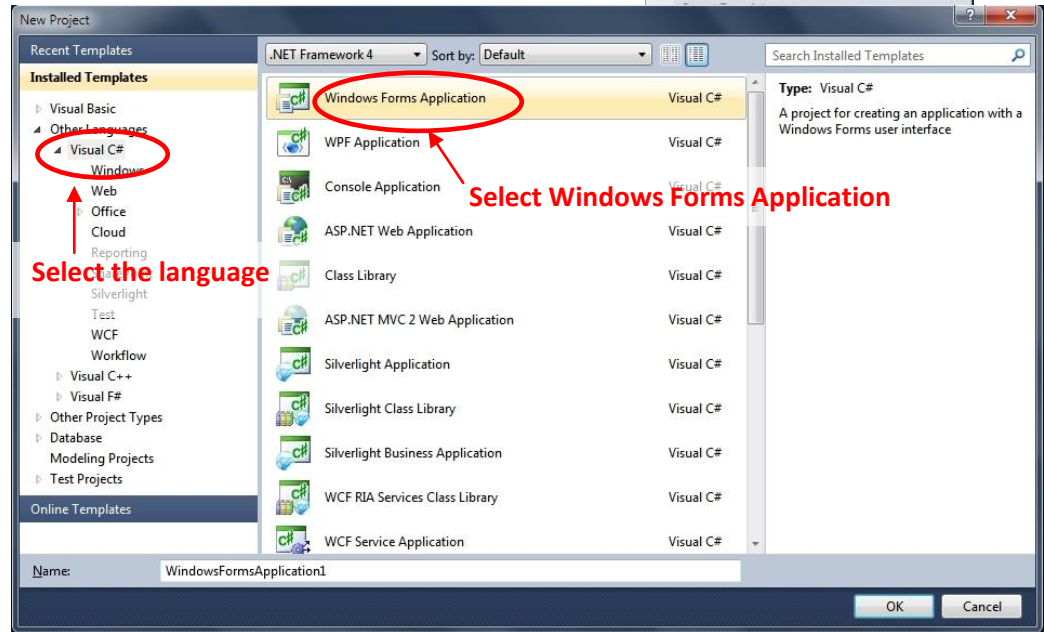 New Project
Recent Templates
Installed Templates
Visual Basic
Other Languages
Visual C#
Windows
Web
Office
Cloud
Reporting
Select the language
Silverlight
Test
WCF
Workflow
Visual C++
Visual F#
Other Project Types
Database
Modeling Projects
Test Projects
Online Templates
.NET Framework 4 Sort by: Default
Windows Forms Application Visual C#
WPF Application Visual C#
Console Application Visual C#
Select Windows Forms Application
ASP.NET Web Application Visual C#
Class Library Visual C#
ASP.NET MVC 2 Web Application Visual C#
Silverlight Application Visual C#
Silverlight Class Library Visual C#
Silverlight Business Application Visual C#
WCF RIA Services Class Library Visual C#
WCF Service Application Visual C#
Search Installed Templates
Type: Visual C#
A project for creating an application with a
Windows Forms user interface
Name: WindowsFormsApplication1
OK Cancel